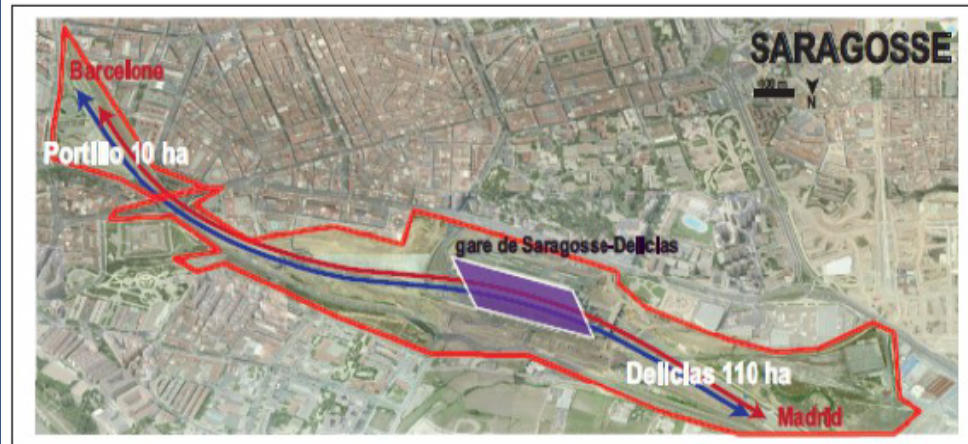 SARAGOSSE
Barcelone
N
Portillo 10 ha
gare de Saragosse-Delicias
Delicias 110 ha
Madrid